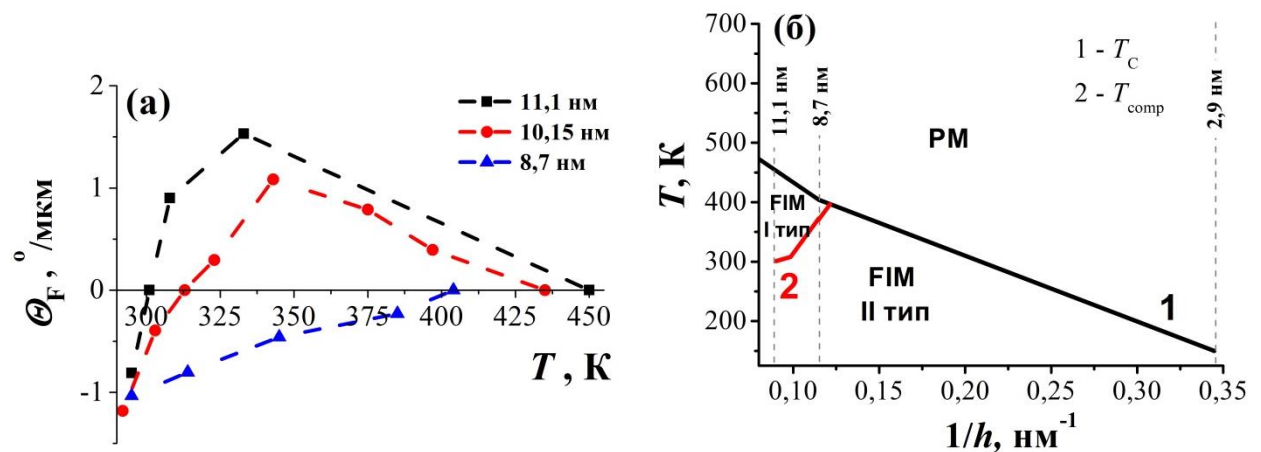 (а)
2
1
0
-1
Θ_F, °/мкм
11,1 нм
10,15 нм
8,7 нм
300 325 350 375 400 425 450
T, К
(б)
700
600
500
450
400
300
200
T, К
11,1 нм
8,7 нм
2,9 нм
1 - T_C
2 - T_comp
PM
FIM
I тип
2
FIM
II тип
1
0,10 0,15 0,20 0,25 0,30 0,35
1/h, нм⁻¹